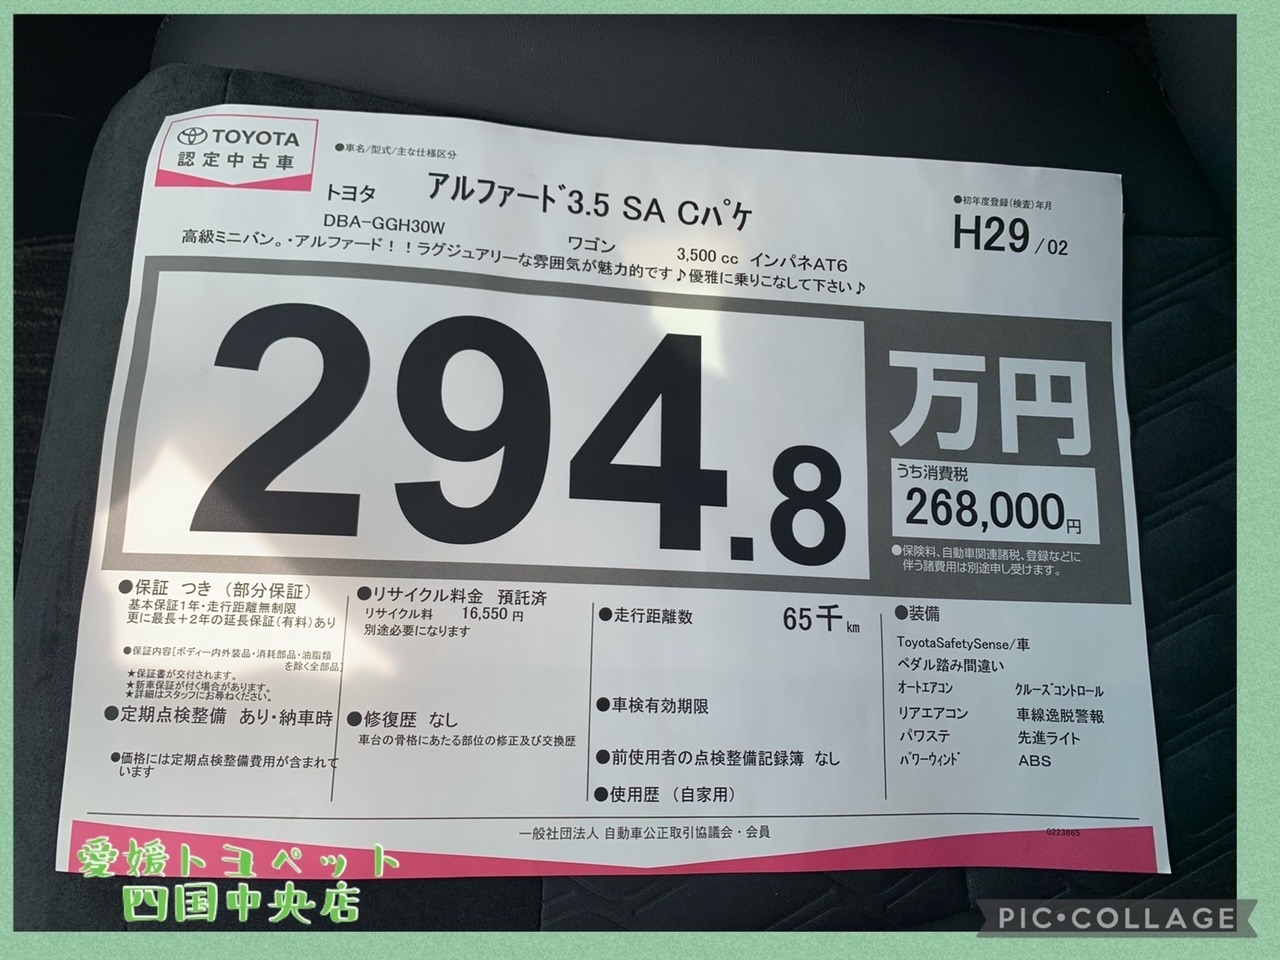 TOYOTA
認定中古車
●車名/型式/主な仕様区分
トヨタ アルファード3.5 SA Cパケ
●初年度登録(検査)年月
H29/02
DBA-GGH30W ワゴン 3,500 cc インパネAT6
高級ミニバン。・アルファード！！ラグジュアリーな雰囲気が魅力的です♪優雅に乗りこなして下さい♪
294.8万円
うち消費税
268,000円
●保険料、自動車関連諸税、登録などに
伴う諸費用は別途申し受けます。
●保証 つき (部分保証)
基本保証1年・走行距離無制限
更に最長＋2年の延長保証(有料)あり
●保証内容[ボディー内外装品・消耗部品・油脂類
を除く全部品]
★保証書が交付されます。
★新車保証が付く場合があります。
★詳細はスタッフにお尋ねください。
●定期点検整備 あり・納車時
●価格には定期点検整備費用が含まれて
います
●リサイクル料金 預託済
リサイクル料 16,550 円
別途必要になります
●修復歴 なし
車台の骨格にあたる部位の修正及び交換歴
●走行距離数 65千km
●車検有効期限
●前使用者の点検整備記録簿 なし
●使用歴 (自家用)
●装備
ToyotaSafetySense/車
ペダル踏み間違い
オートエアコン クルーズコントロール
リアエアコン 車線逸脱警報
パワステ 先進ライト
パワーウィンド ABS
一般社団法人 自動車公正取引協議会・会員
0223865
愛媛トヨペット
四国中央店
PIC•COLLAGE